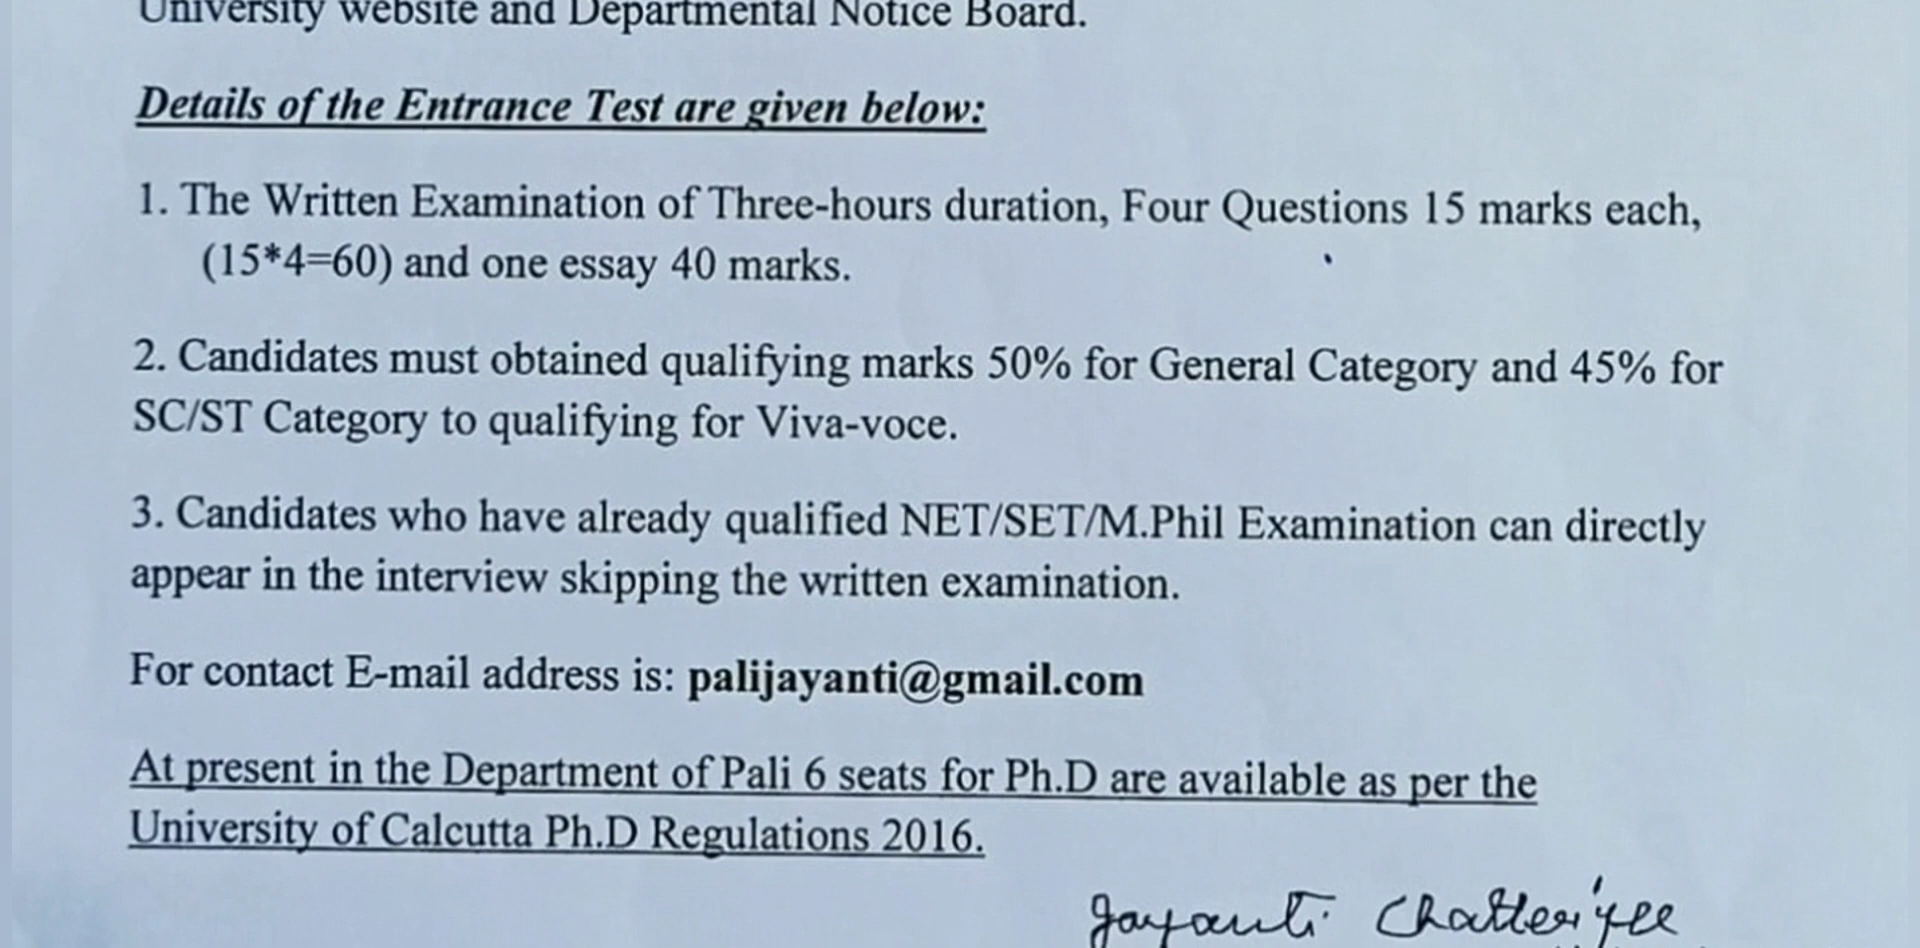 University website and Departmental Notice Board.
Details of the Entrance Test are given below:
1. The Written Examination of Three-hours duration, Four Questions 15 marks each,
(15*4=60) and one essay 40 marks.
2. Candidates must obtained qualifying marks 50% for General Category and 45% for
SC/ST Category to qualifying for Viva-voce.
3. Candidates who have already qualified NET/SET/M.Phil Examination can directly
appear in the interview skipping the written examination.
For contact E-mail address is: palijayanti@gmail.com
At present in the Department of Pali 6 seats for Ph.D are available as per the
University of Calcutta Ph.D Regulations 2016.
Jayanti Chatterjee